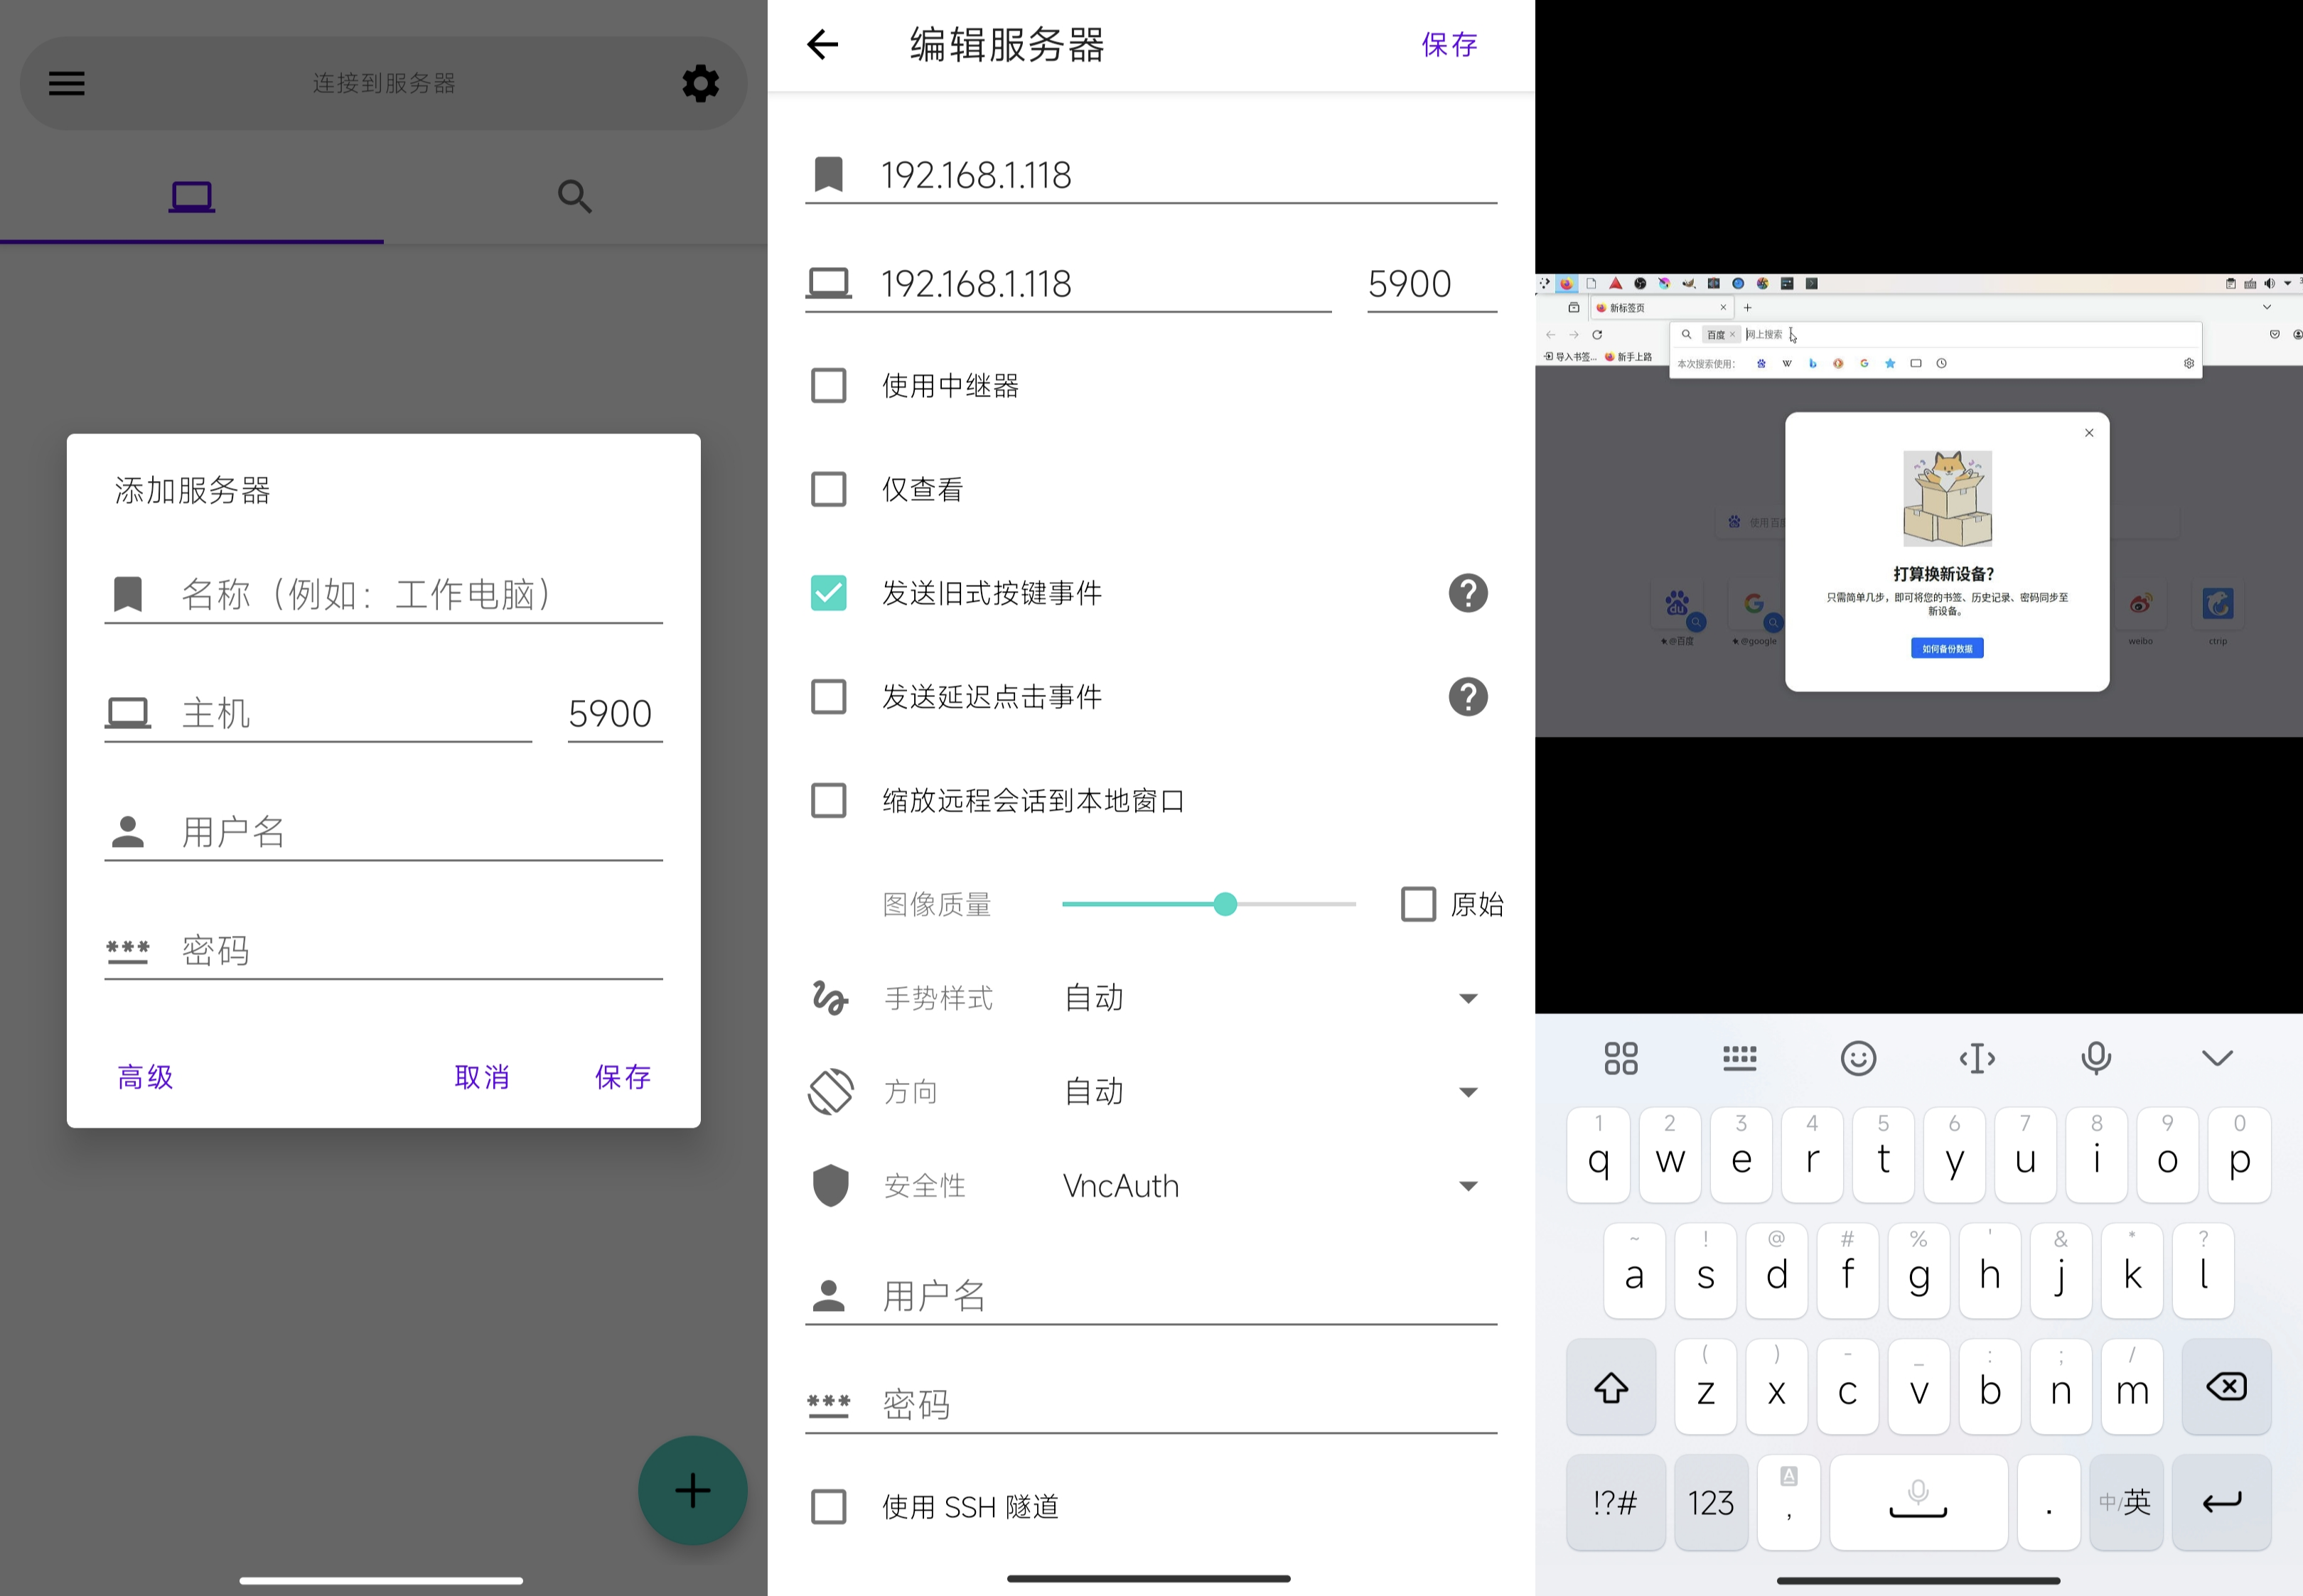 连接到服务器
添加服务器
名称（例如：工作电脑）
主机
5900
用户名
密码
高级
取消
保存
编辑服务器
保存
192.168.1.118
192.168.1.118
5900
使用中继器
仅查看
发送旧式按键事件
发送延迟点击事件
缩放远程会话到本地窗口
图像质量
原始
手势样式
自动
方向
自动
安全性
VncAuth
用户名
密码
使用 SSH 隧道
新标签页
百度
网上搜索
导入书签...
新手上路
本次搜索使用：
使用百度
打算换新设备？
只需简单几步，即可将您的书签、历史记录、密码同步至
新设备。
如何备份数据
@百度
@google
weibo
ctrip
1 2 3 4 5 6 7 8 9 0
q w e r t y u i o p
~ ! @ # % ' & * ?
a s d f g h j k l
( ) - _ : ; /
z x c v b n m
!?#
123
,
.
中/英